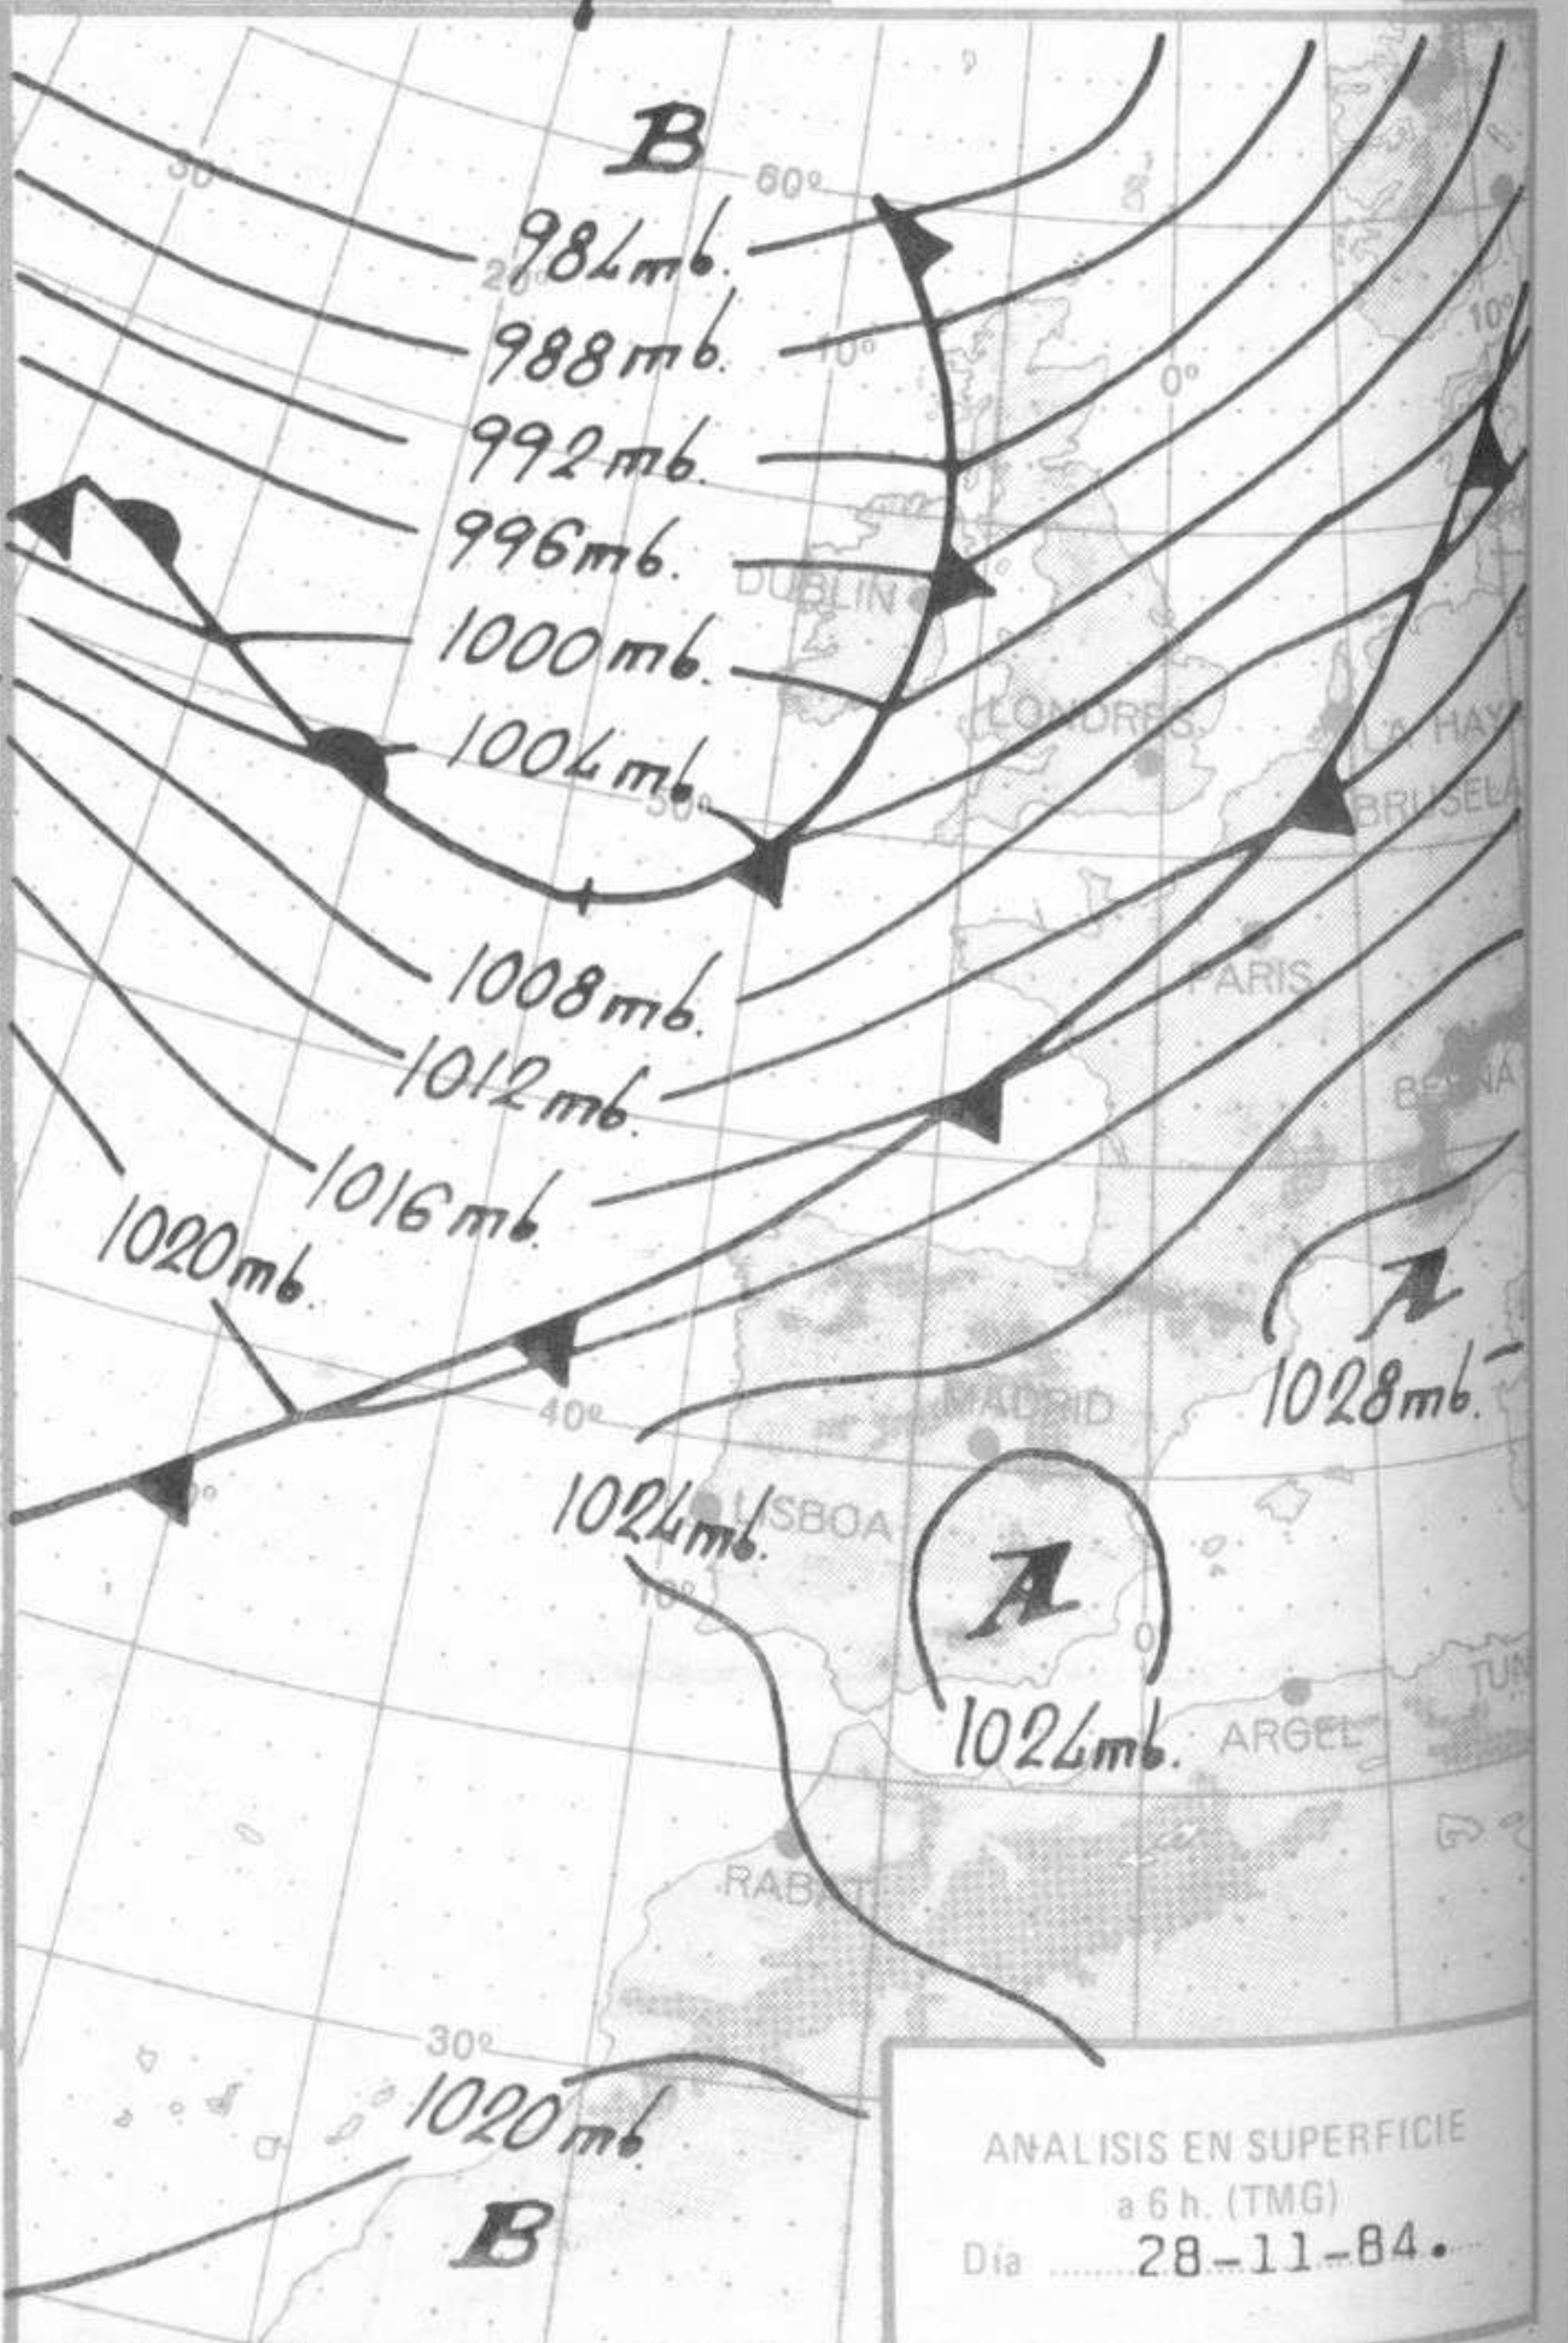 B
60º
30º
984mb.
20º
988mb.
10º
10º
0º
992mb.
996mb.
DUBLIN
1000mb.
LONDRES
LA HAY
1004mb.
50º
BRUSELA
1008mb.
PARIS
1012mb.
BERNA
1016mb.
1020mb.
A
1028mb.
40º
MADRID
1024mb.
LISBOA
A
10º
0
TUN
1024mb.
ARGEL
RABAT
30º
1020mb.
B
ANALISIS EN SUPERFICIE
a 6 h. (TMG)
Día 28-11-84.